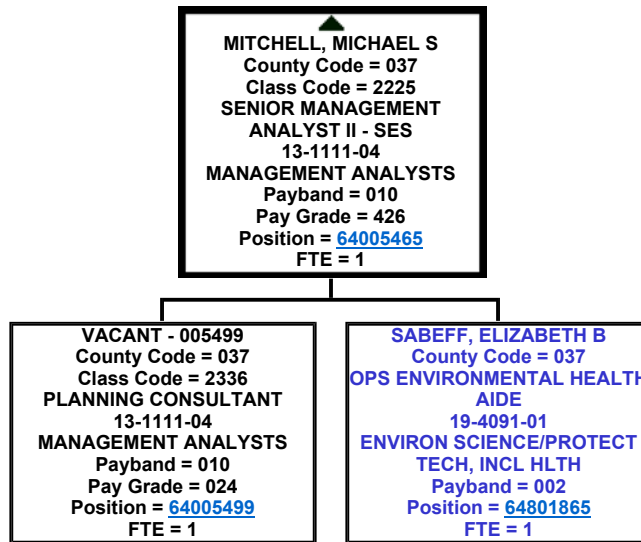 MITCHELL, MICHAEL S
County Code = 037
Class Code = 2225
SENIOR MANAGEMENT
ANALYST II - SES
13-1111-04
MANAGEMENT ANALYSTS
Payband = 010
Pay Grade = 426
Position = 64005465
FTE = 1
VACANT - 005499
County Code = 037
Class Code = 2336
PLANNING CONSULTANT
13-1111-04
MANAGEMENT ANALYSTS
Payband = 010
Pay Grade = 024
Position = 64005499
FTE = 1
SABEFF, ELIZABETH B
County Code = 037
OPS ENVIRONMENTAL HEALTH
AIDE
19-4091-01
ENVIRON SCIENCE/PROTECT
TECH, INCL HLTH
Payband = 002
Position = 64801865
FTE = 1